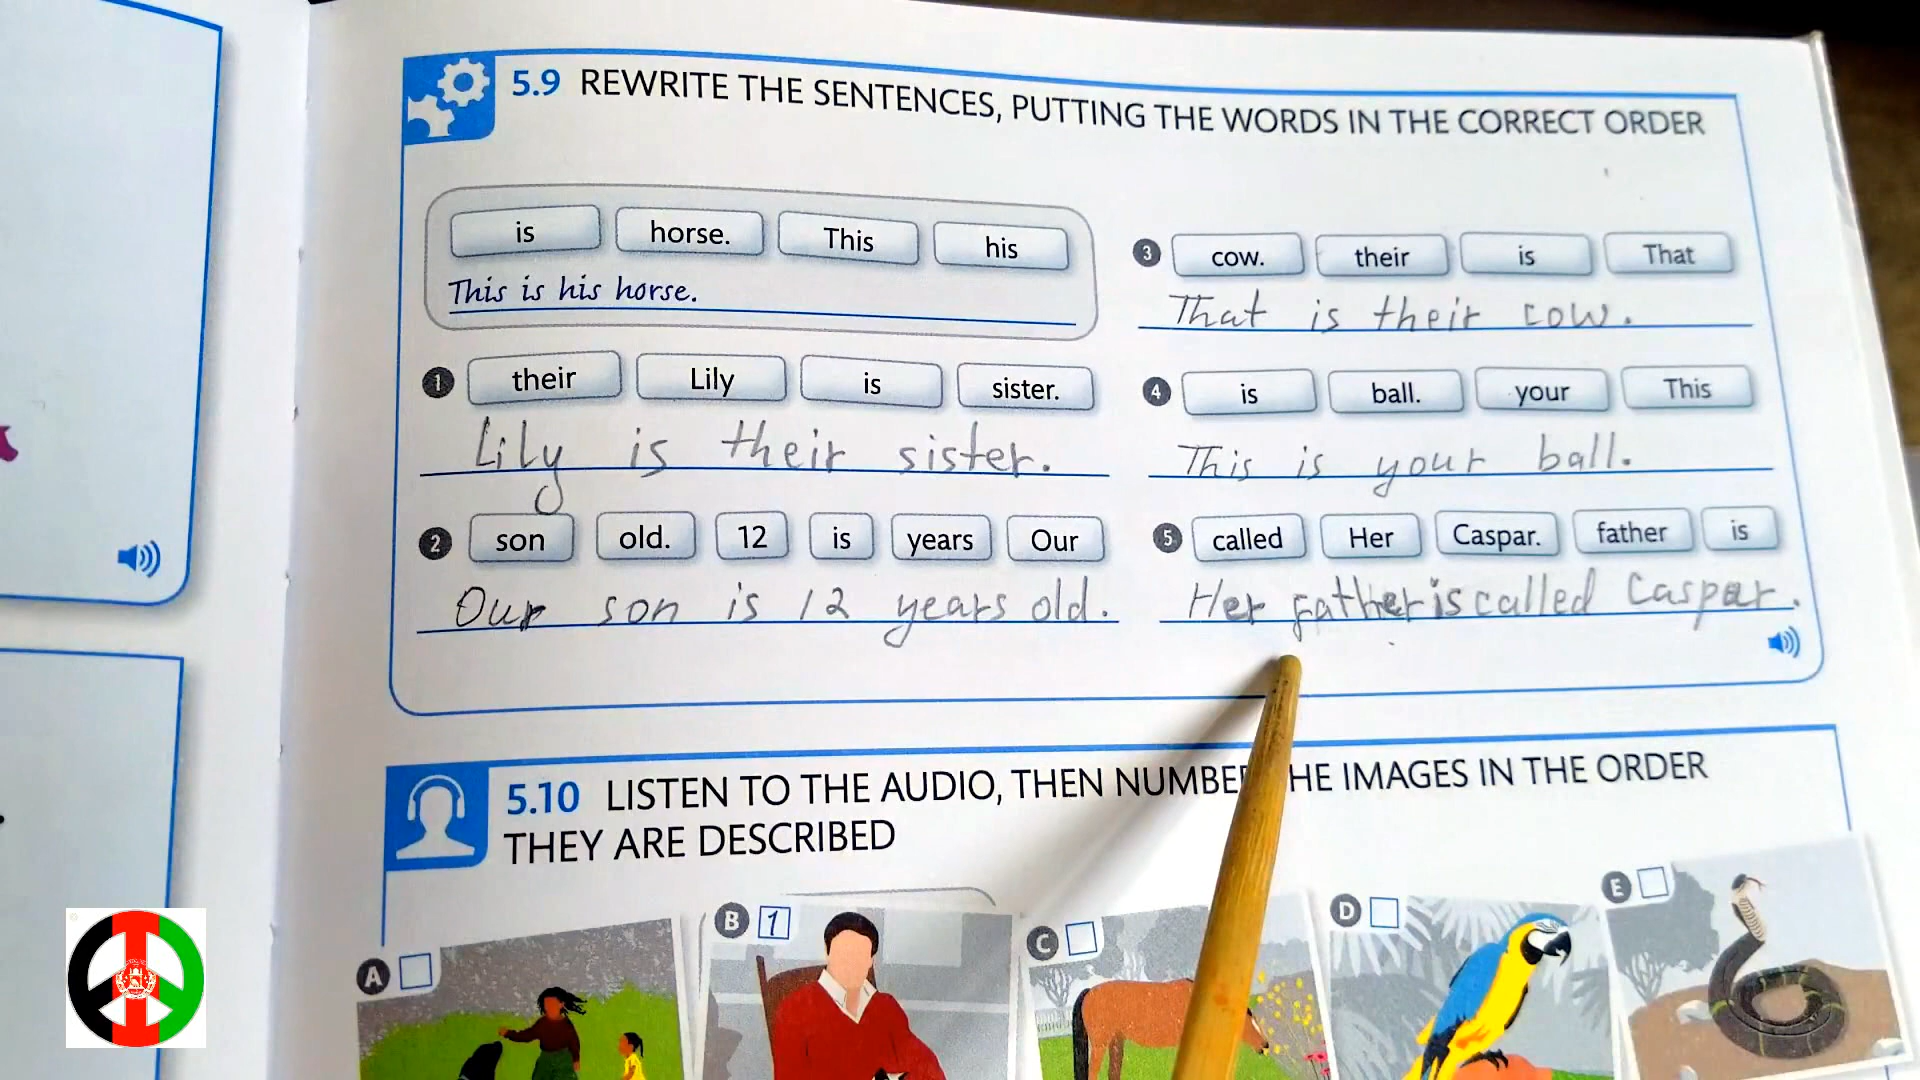 5.9 REWRITE THE SENTENCES, PUTTING THE WORDS IN THE CORRECT ORDER
is horse. This his
This is his horse.
1 their Lily is sister.
Lily is their sister.
2 son old. 12 is years Our
Our son is 12 years old.
3 cow. their is That
That is their cow.
4 is ball. your This
This is your ball.
5 called Her Caspar. father is
Her father is called Caspar.
5.10 LISTEN TO THE AUDIO, THEN NUMBE HE IMAGES IN THE ORDER
THEY ARE DESCRIBED
A
B 1
C
D
E